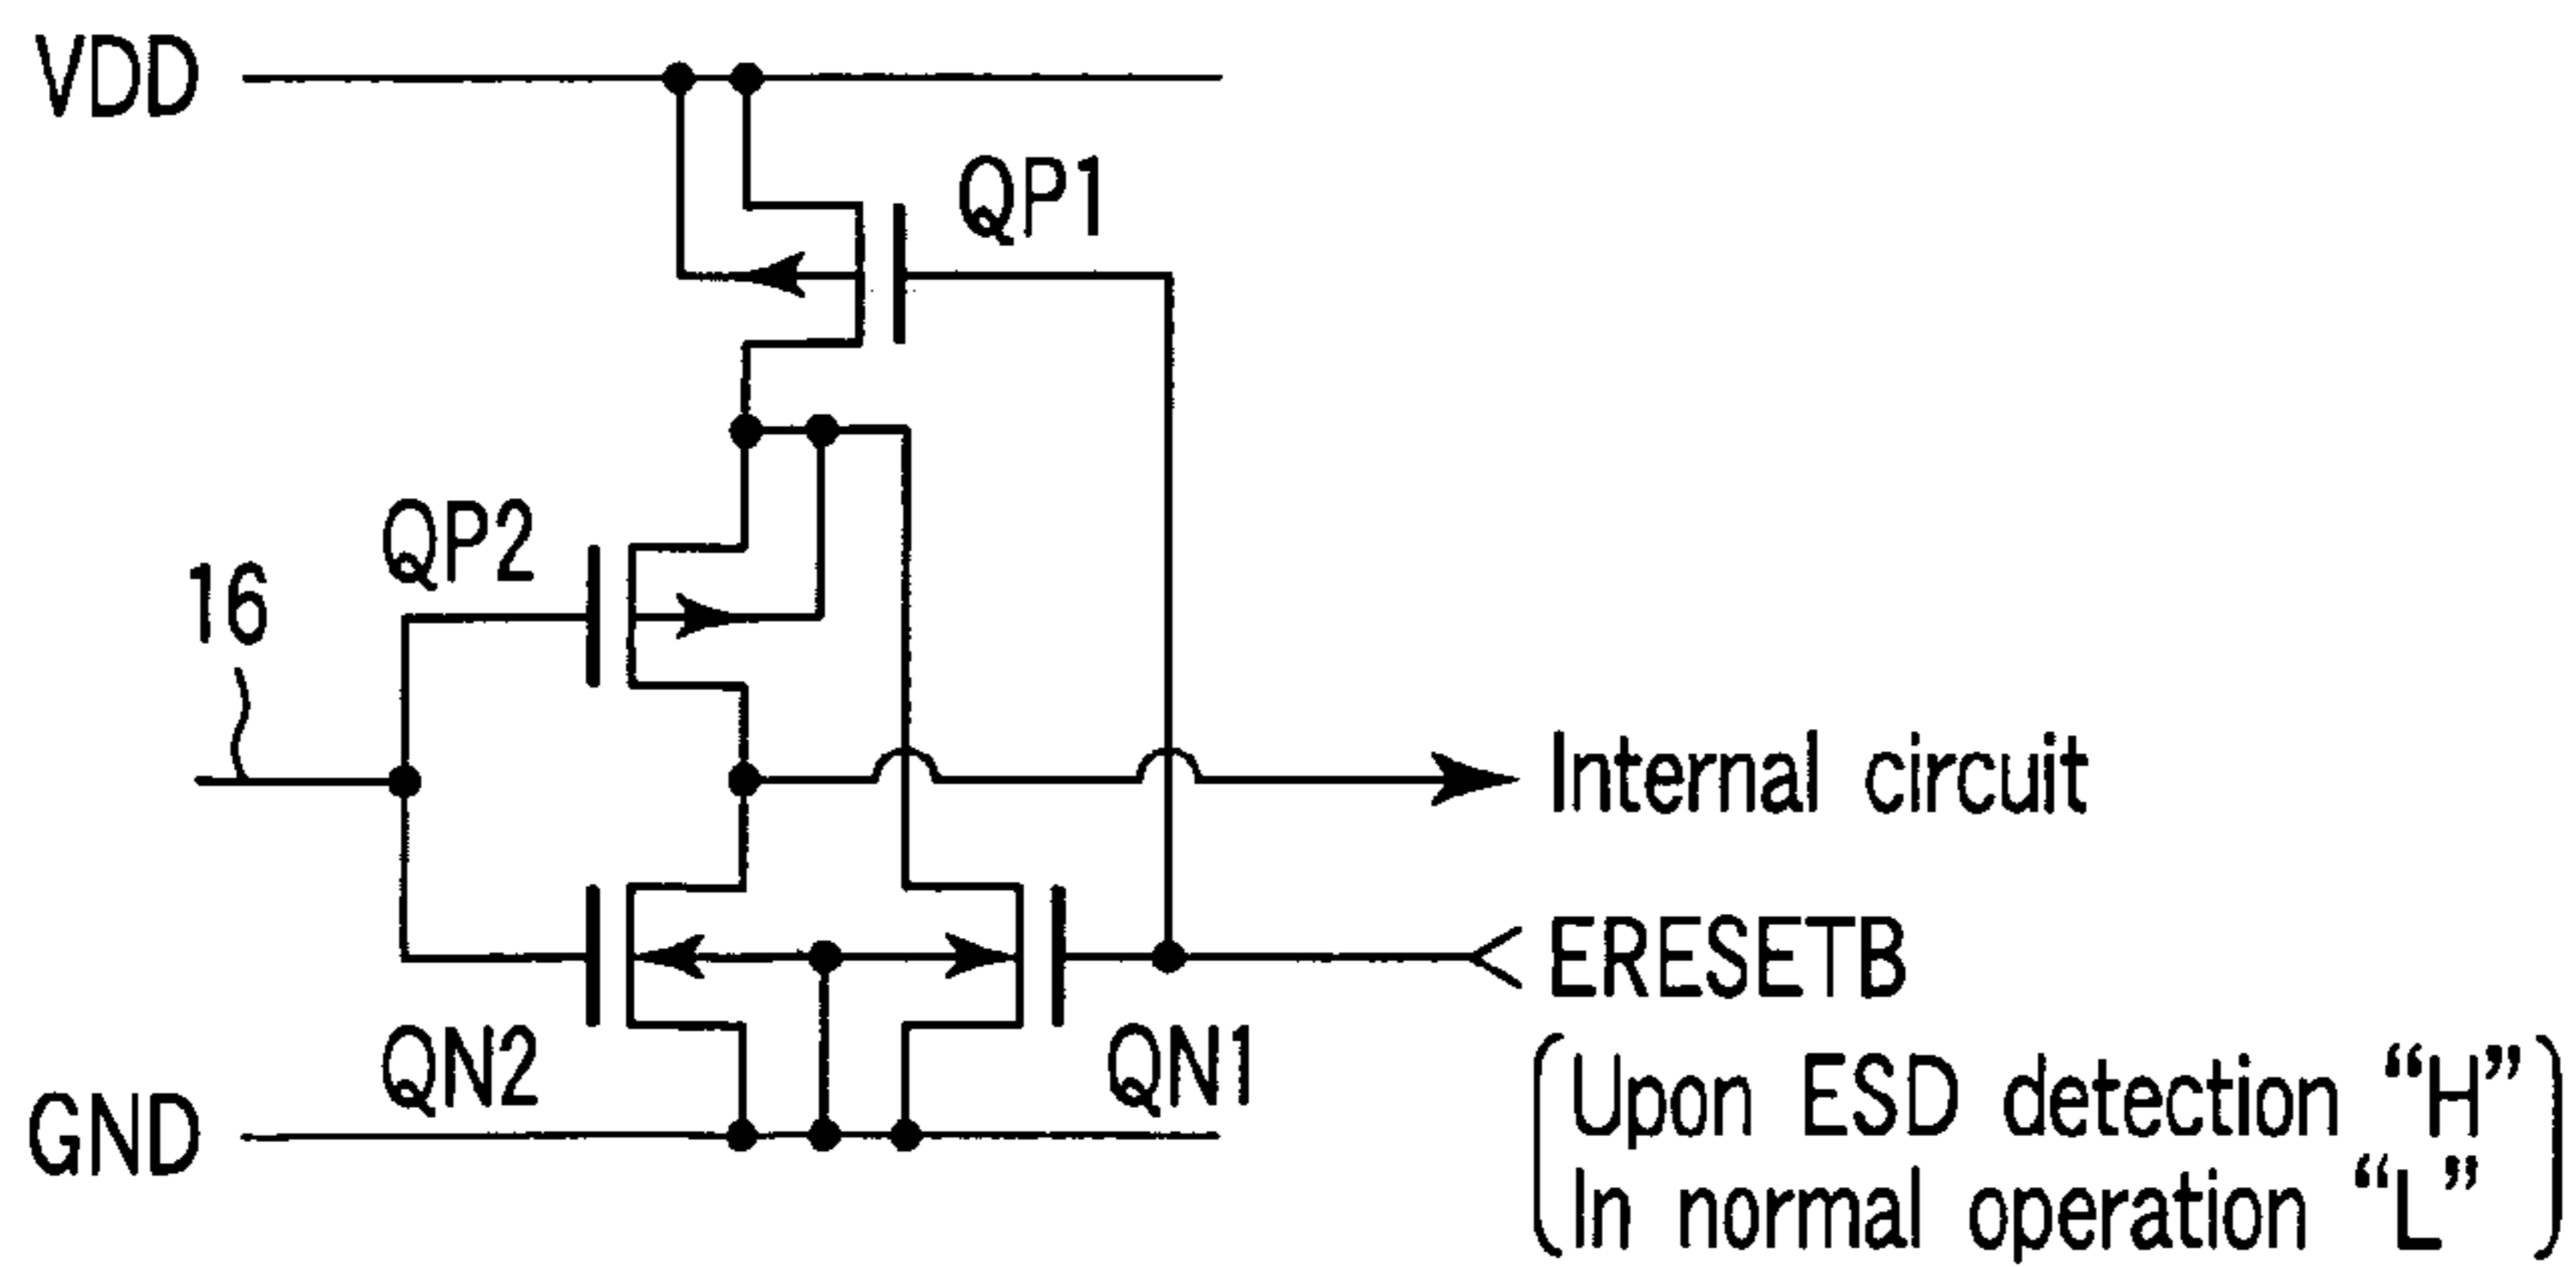 VDD
QP1
QP2
16
Internal circuit
ERESETB
QN2
QN1
GND
Upon ESD detection “H”
In normal operation “L”